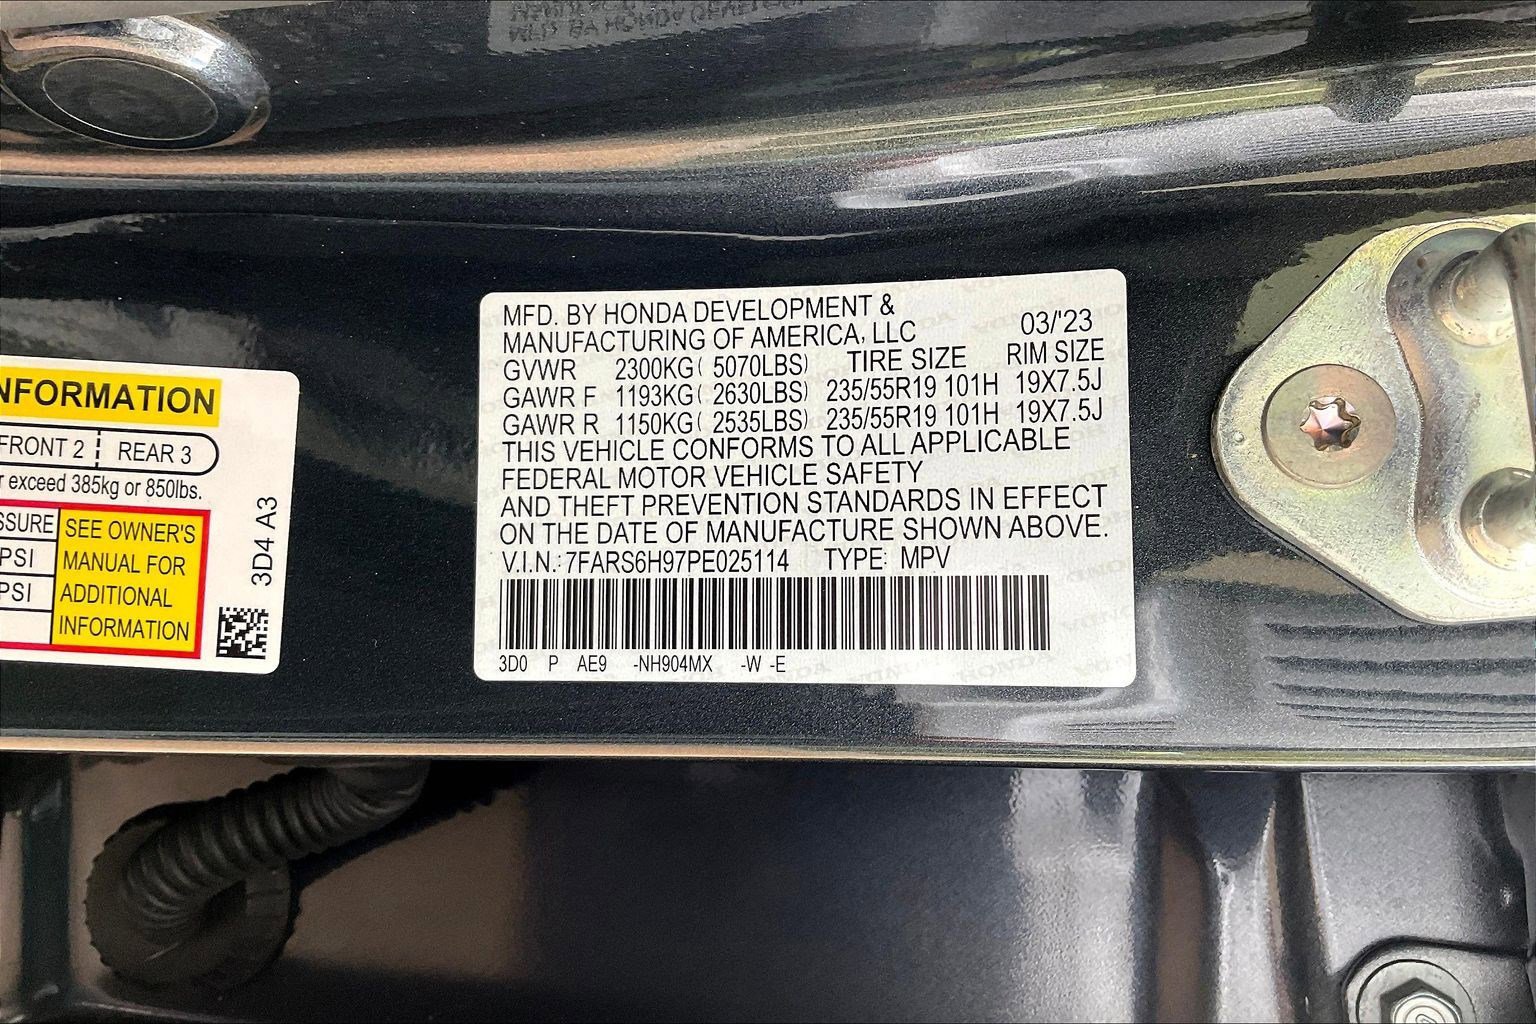 MFD. BY HONDA DEVELOPMENT &
MANUFACTURING OF AMERICA, LLC 03/'23
GVWR 2300KG( 5070LBS) TIRE SIZE RIM SIZE
GAWR F 1193KG( 2630LBS) 235/55R19 101H 19X7.5J
GAWR R 1150KG( 2535LBS) 235/55R19 101H 19X7.5J
THIS VEHICLE CONFORMS TO ALL APPLICABLE
FEDERAL MOTOR VEHICLE SAFETY
AND THEFT PREVENTION STANDARDS IN EFFECT
ON THE DATE OF MANUFACTURE SHOWN ABOVE.
V.I.N.:7FARS6H97PE025114 TYPE: MPV
3D0 P AE9 -NH904MX -W -E
NFORMATION
FRONT 2 REAR 3
r exceed 385kg or 850lbs.
SSURE
PSI
PSI
SEE OWNER'S
MANUAL FOR
ADDITIONAL
INFORMATION
3D4 A3